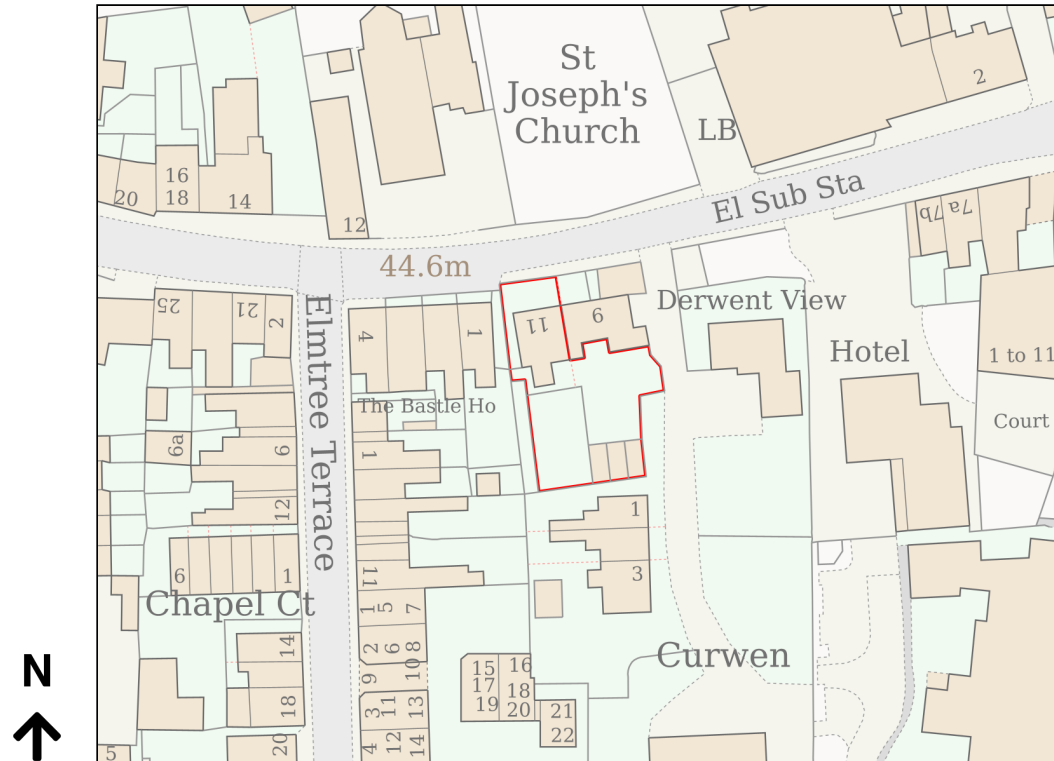 St
Joseph's
Church
LB
2
20
16
18
14
12
El Sub Sta
7b
7a
44.6m
Derwent View
25
21
2
4
1
11
9
Hotel
1 to 11
Court
Elmtree Terrace
The Bastle Ho
6a
6
1
12
1
3
6
1
Chapel Ct
11
1
5
7
2
6
8
9
10
14
18
20
3
11
13
4
12
14
15
16
17
18
19
20
21
22
Curwen
5
N